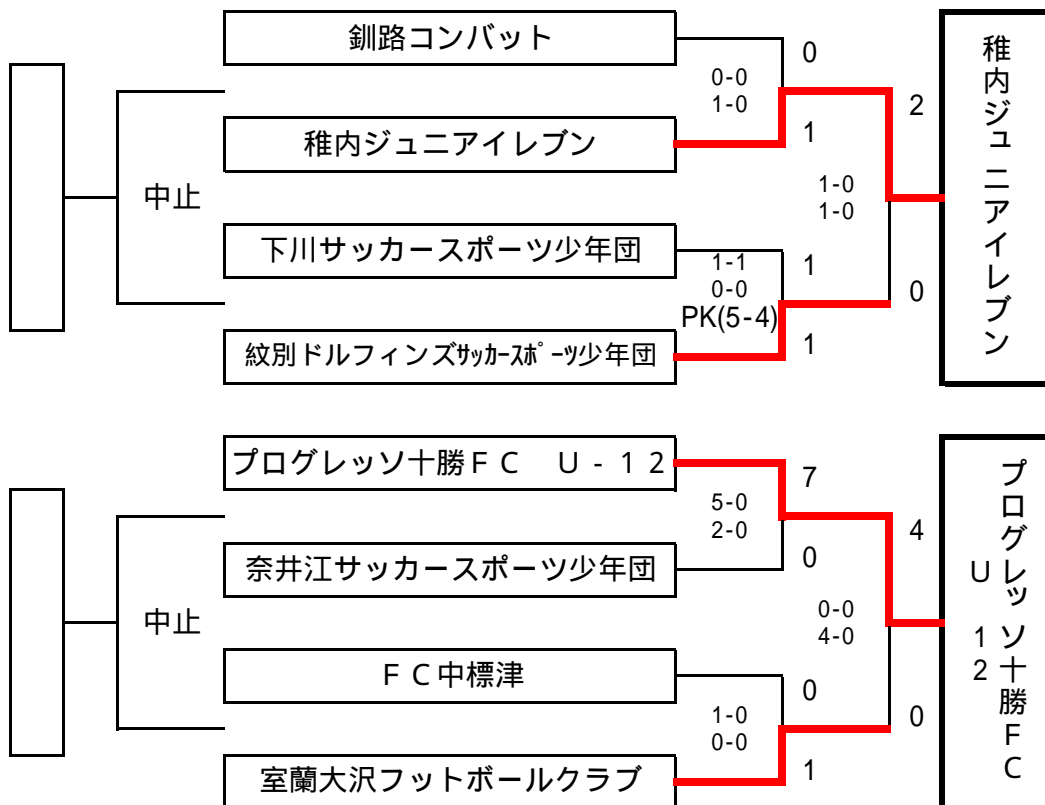 釧路コンバット
0
0-0
1-0
稚内ジュニアイレブン
1
2
中止
1-0
1-0
下川サッカースポーツ少年団
1
1-1
0-0
PK(5-4)
0
紋別ドルフィンズサッカースポーツ少年団
1
稚内ジュニアイレブン
プログレッソ十勝FC U-12
7
5-0
2-0
4
奈井江サッカースポーツ少年団
0
中止
0-0
4-0
FC中標津
0
1-0
0-0
0
室蘭大沢フットボールクラブ
1
プログレッソ十勝FC
U 12